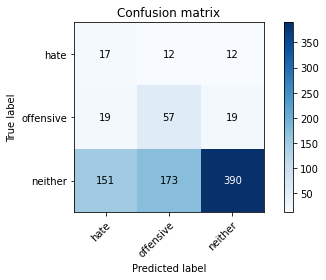 Confusion matrix
hate 17 12 12
offensive 19 57 19
neither 151 173 390
hate offensive neither
True label
Predicted label
350
300
250
200
150
100
50